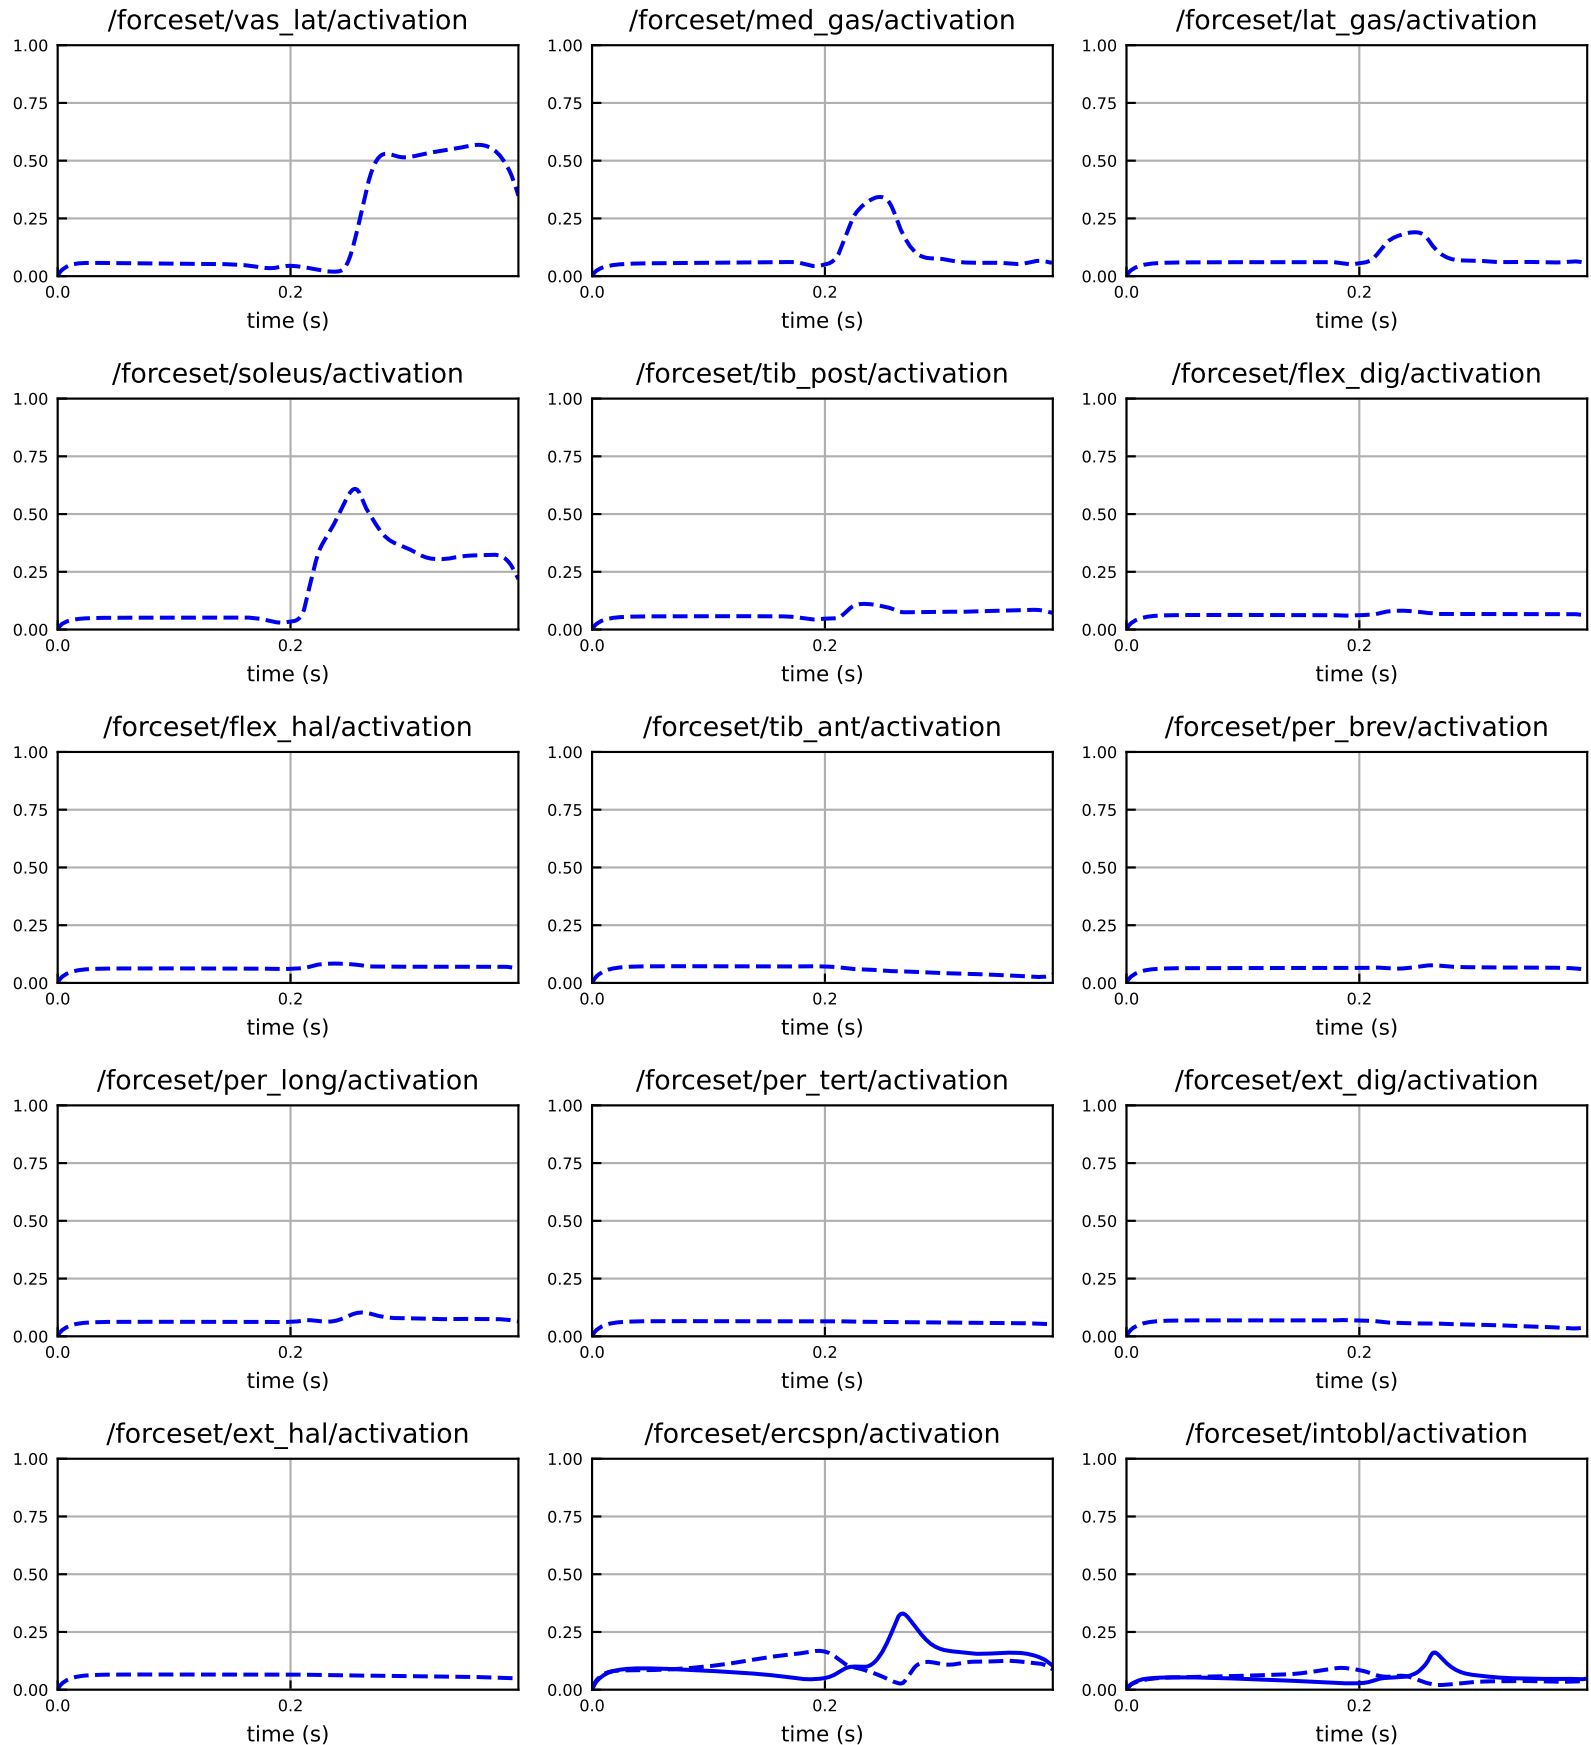 /forceset/vas_lat/activation /forceset/med_gas/activation /forceset/lat_gas/activation
1.00 1.00 1.00
0.75 0.75 0.75
0.50 0.50 0.50
0.25 0.25 0.25
0.00 0.00 0.00
0.0 0.2 0.0 0.2 0.0 0.2
time (s) time (s) time (s)
/forceset/soleus/activation /forceset/tib_post/activation /forceset/flex_dig/activation
1.00 1.00 1.00
0.75 0.75 0.75
0.50 0.50 0.50
0.25 0.25 0.25
0.00 0.00 0.00
0.0 0.2 0.0 0.2 0.0 0.2
time (s) time (s) time (s)
/forceset/flex_hal/activation /forceset/tib_ant/activation /forceset/per_brev/activation
1.00 1.00 1.00
0.75 0.75 0.75
0.50 0.50 0.50
0.25 0.25 0.25
0.00 0.00 0.00
0.0 0.2 0.0 0.2 0.0 0.2
time (s) time (s) time (s)
/forceset/per_long/activation /forceset/per_tert/activation /forceset/ext_dig/activation
1.00 1.00 1.00
0.75 0.75 0.75
0.50 0.50 0.50
0.25 0.25 0.25
0.00 0.00 0.00
0.0 0.2 0.0 0.2 0.0 0.2
time (s) time (s) time (s)
/forceset/ext_hal/activation /forceset/ercspn/activation /forceset/intobl/activation
1.00 1.00 1.00
0.75 0.75 0.75
0.50 0.50 0.50
0.25 0.25 0.25
0.00 0.00 0.00
0.0 0.2 0.0 0.2 0.0 0.2
time (s) time (s) time (s)